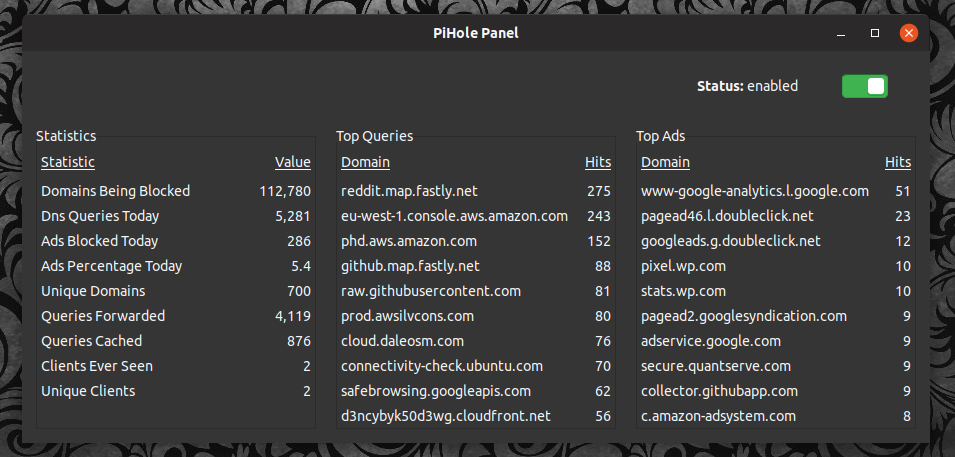 PiHole Panel
Status: enabled
Statistics
Statistic Value
Domains Being Blocked 112,780
Dns Queries Today 5,281
Ads Blocked Today 286
Ads Percentage Today 5.4
Unique Domains 700
Queries Forwarded 4,119
Queries Cached 876
Clients Ever Seen 2
Unique Clients 2
Top Queries
Domain Hits
reddit.map.fastly.net 275
eu-west-1.console.aws.amazon.com 243
phd.aws.amazon.com 152
github.map.fastly.net 88
raw.githubusercontent.com 81
prod.awsilvcons.com 80
cloud.daleosm.com 76
connectivity-check.ubuntu.com 70
safebrowsing.googleapis.com 62
d3ncybyk50d3wg.cloudfront.net 56
Top Ads
Domain Hits
www-google-analytics.l.google.com 51
pagead46.l.doubleclick.net 23
googleads.g.doubleclick.net 12
pixel.wp.com 10
stats.wp.com 10
pagead2.googlesyndication.com 9
adservice.google.com 9
secure.quantserve.com 9
collector.githubapp.com 9
c.amazon-adsystem.com 8